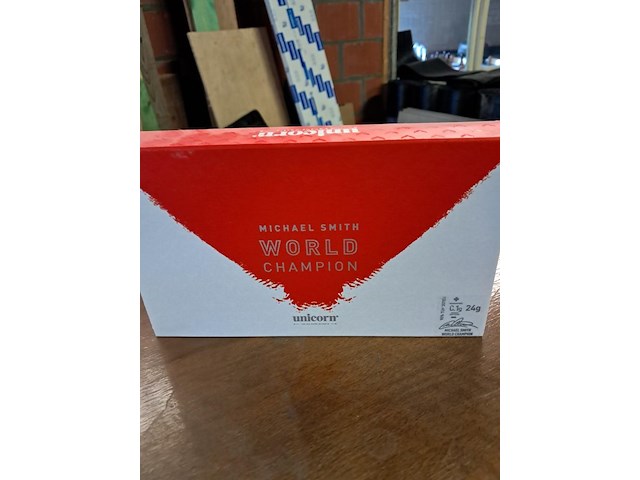 unicorn
MICHAEL SMITH
WORLD
CHAMPION
unicorn
24g
MICHAEL SMITH
WORLD CHAMPION